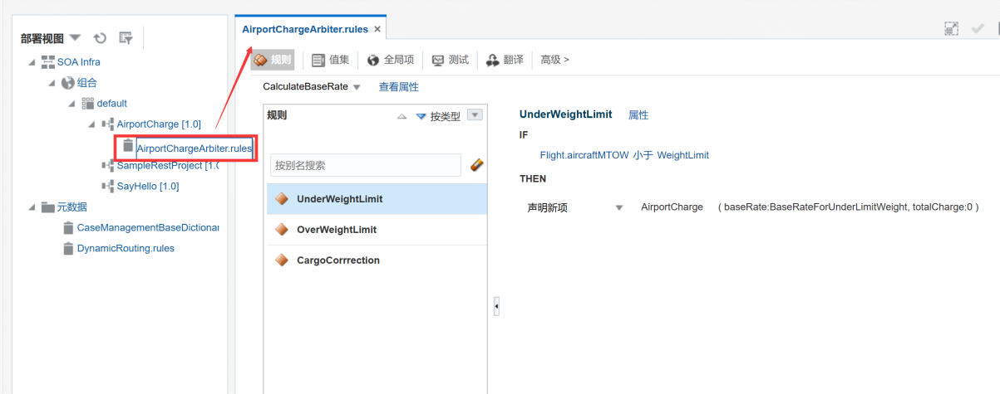 部署视图
SOA Infra
组合
default
AirportCharge [1.0]
AirportChargeArbiter.rules
SampleRestProject [1.0
SayHello [1.0]
元数据
CaseManagementBaseDictionar
DynamicRouting.rules
AirportChargeArbiter.rules ×
规则 值集 全局项 测试 翻译 高级 >
CalculateBaseRate 查看属性
规则 按类型
按别名搜索
UnderWeightLimit
OverWeightLimit
CargoCorrrection
UnderWeightLimit 属性
IF
Flight.aircraftMTOW 小于 WeightLimit
THEN
声明新项 AirportCharge ( baseRate:BaseRateForUnderLimitWeight, totalCharge:0 )